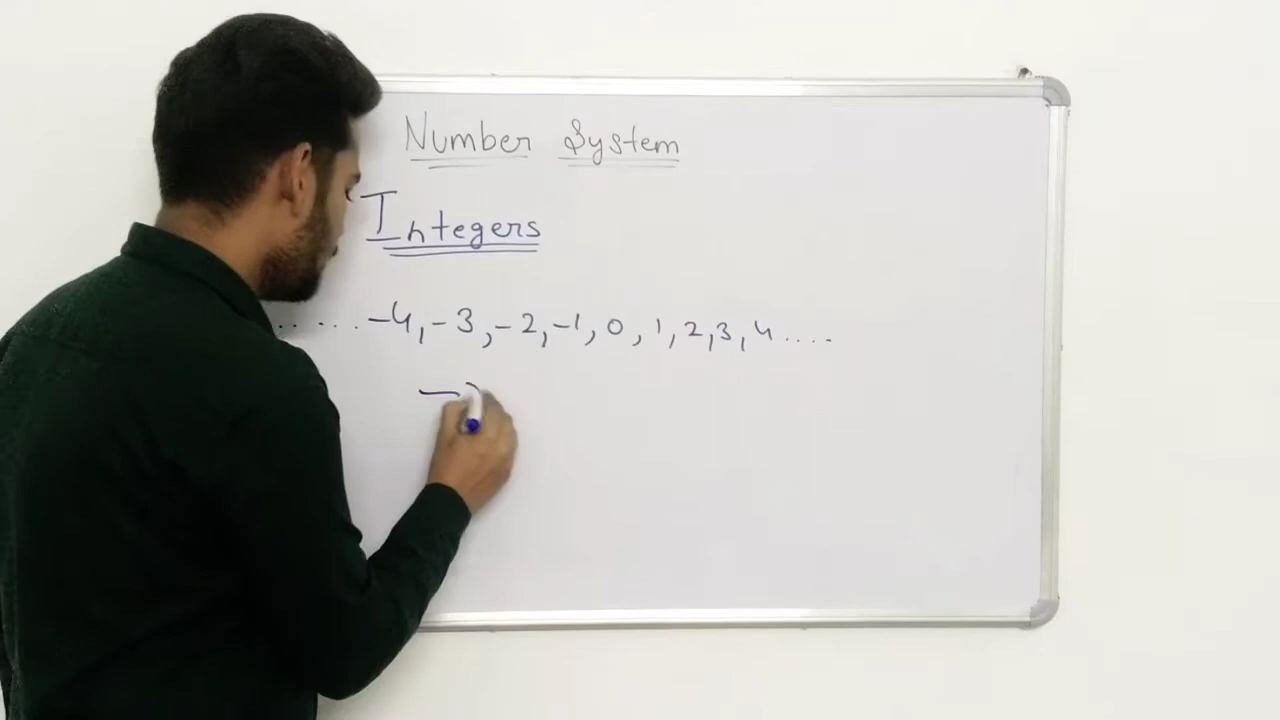 Number System
Integers
.....-4,-3,-2,-1,0,1,2,3,4....